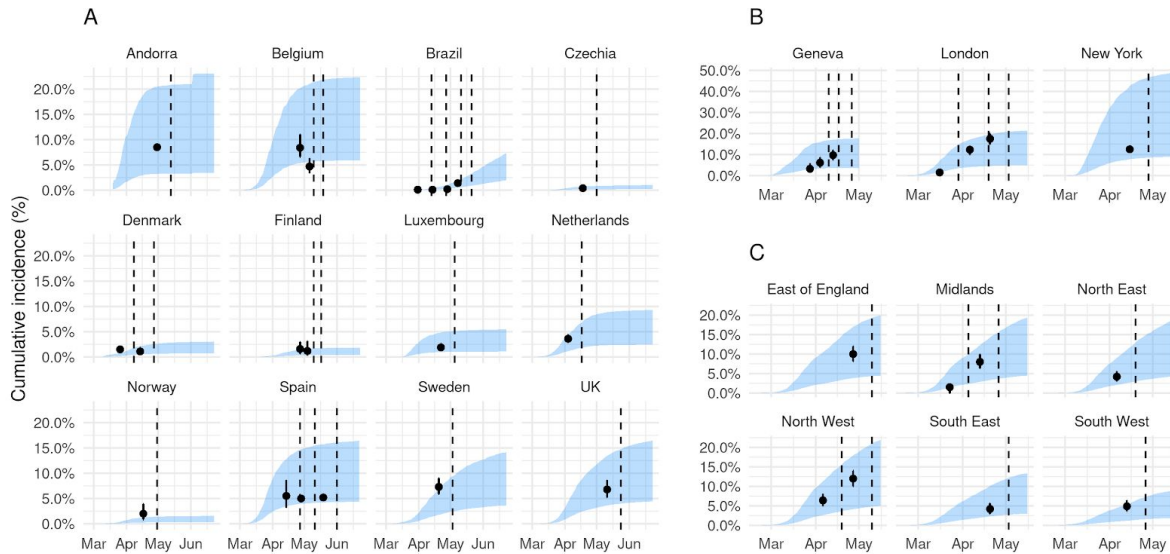 A
Andorra Belgium Brazil Czechia
20.0%
15.0%
10.0%
5.0%
0.0%
Denmark Finland Luxembourg Netherlands
20.0%
15.0%
10.0%
5.0%
0.0%
Norway Spain Sweden UK
20.0%
15.0%
10.0%
5.0%
0.0%
Mar Apr May Jun Mar Apr May Jun Mar Apr May Jun Mar Apr May Jun
Cumulative incidence (%)
B
Geneva London New York
50.0%
40.0%
30.0%
20.0%
10.0%
0.0%
Mar Apr May Mar Apr May Mar Apr May
C
East of England Midlands North East
20.0%
15.0%
10.0%
5.0%
0.0%
North West South East South West
20.0%
15.0%
10.0%
5.0%
0.0%
Mar Apr May Mar Apr May Mar Apr May